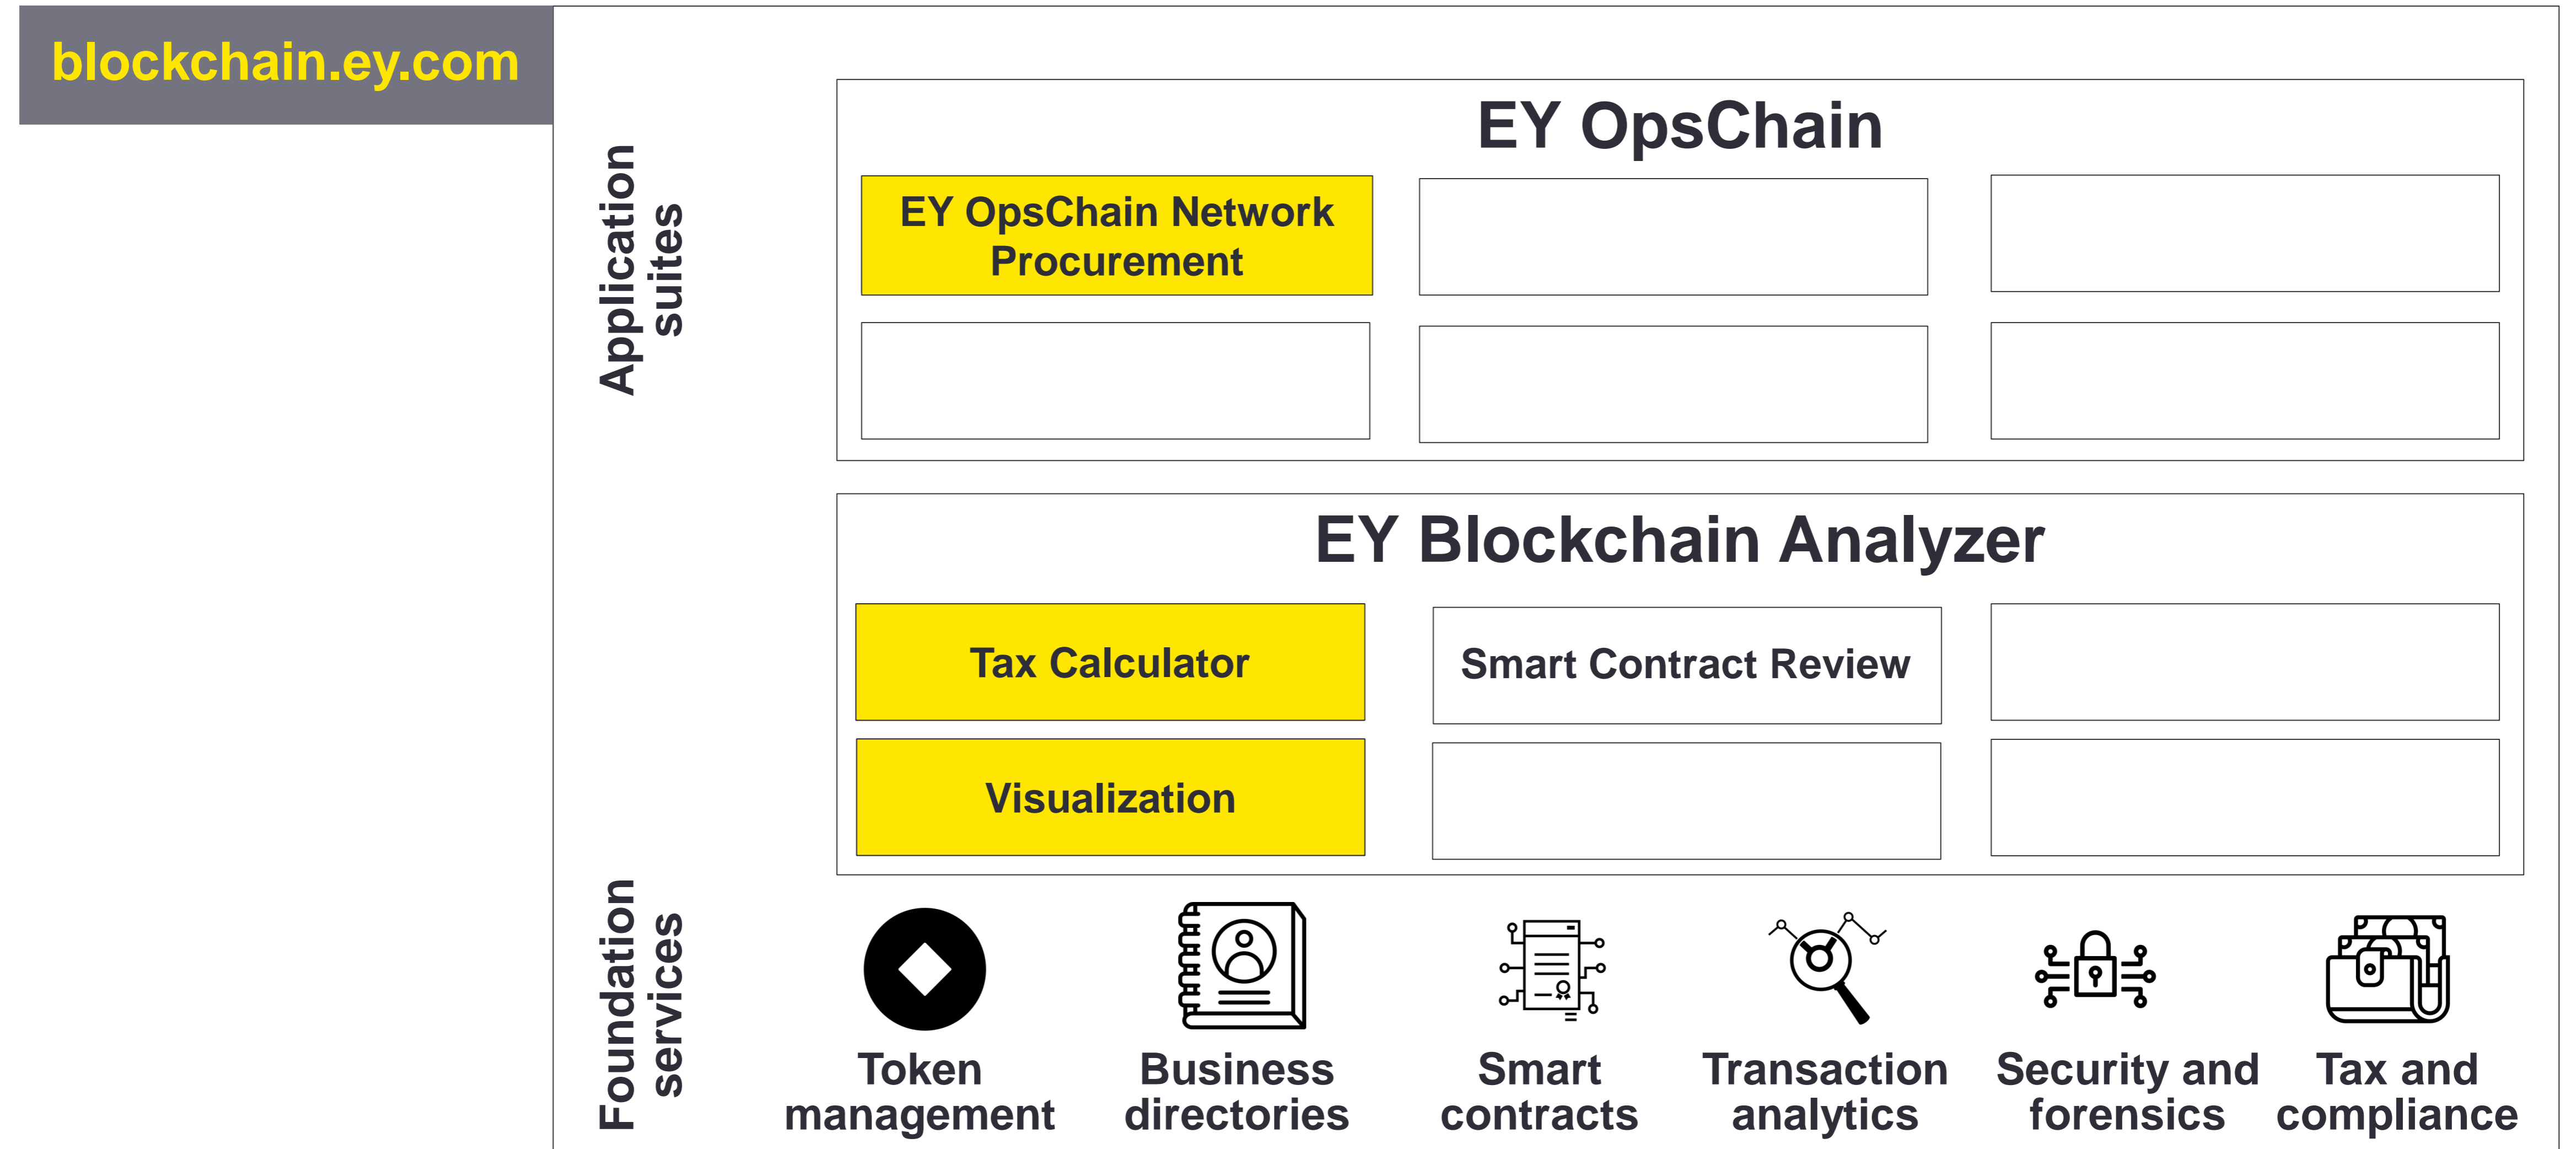 blockchain.ey.com
Application
suites
EY OpsChain
EY OpsChain Network
Procurement
EY Blockchain Analyzer
Tax Calculator
Smart Contract Review
Visualization
Foundation
services
Token
management
Business
directories
Smart
contracts
Transaction
analytics
Security and
forensics
Tax and
compliance